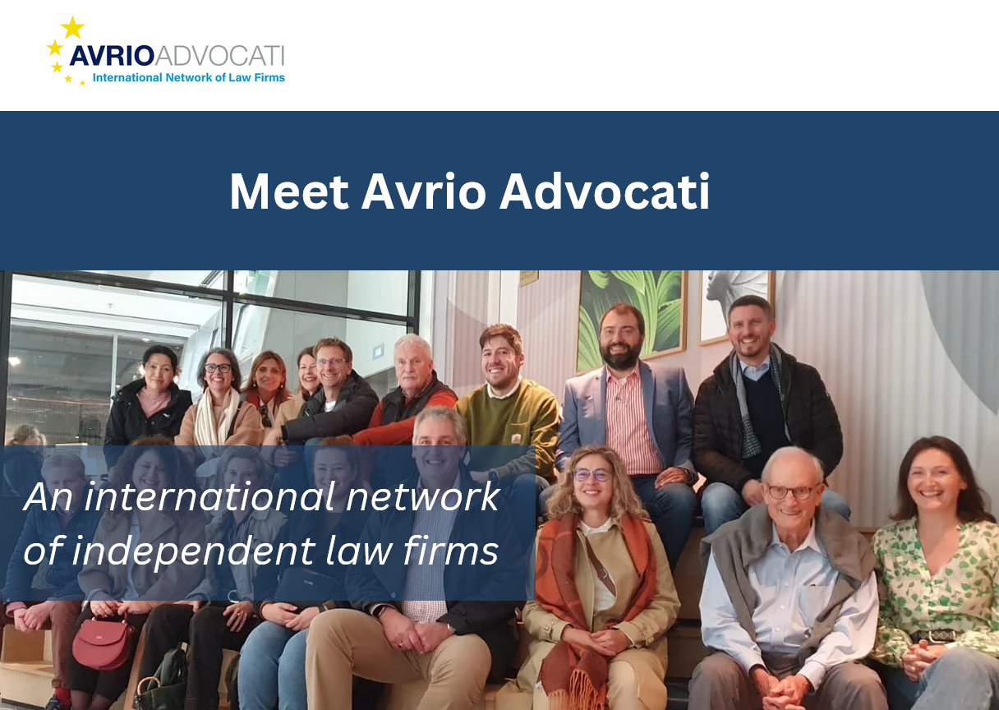 AVRIOADVOCATI
International Network of Law Firms
Meet Avrio Advocati
An international network
of independent law firms